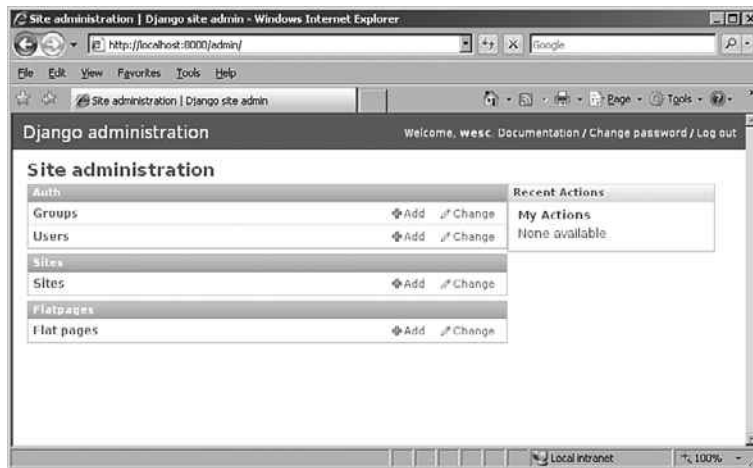 Site administration | Django site admin - Windows Internet Explorer
http://localhost:8000/admin/
Google
File Edit View Favorites Tools Help
Site administration | Django site admin
Page Tools
Django administration
Welcome, wesc. Documentation / Change password / Log out
Site administration
Auth
Groups Add Change
Users Add Change
Sites
Sites Add Change
Flatpages
Flat pages Add Change
Recent Actions
My Actions
None available
Local intranet 100%